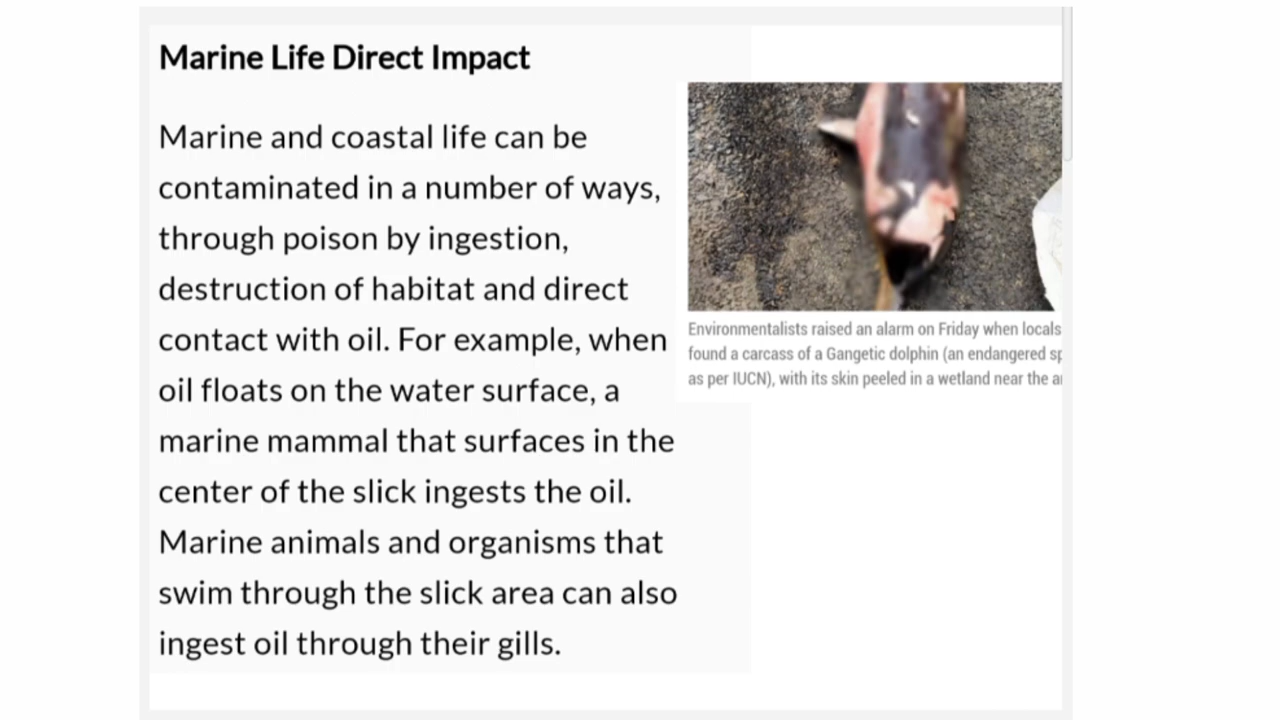 Marine Life Direct Impact
Marine and coastal life can be
contaminated in a number of ways,
through poison by ingestion,
destruction of habitat and direct
contact with oil. For example, when
oil floats on the water surface, a
marine mammal that surfaces in the
center of the slick ingests the oil.
Marine animals and organisms that
swim through the slick area can also
ingest oil through their gills.
Environmentalists raised an alarm on Friday when locals
found a carcass of a Gangetic dolphin (an endangered
as per IUCN), with its skin peeled in a wetland near the